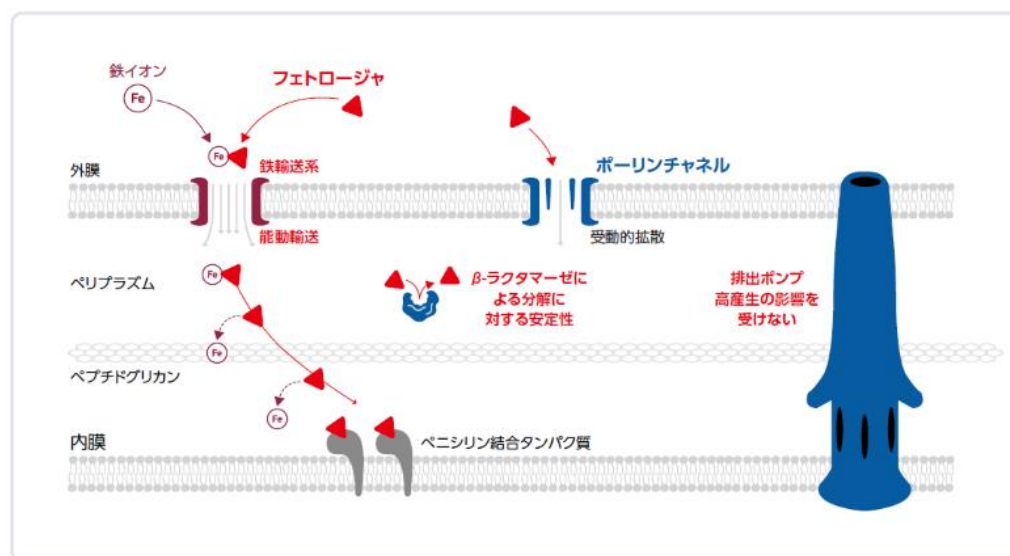 鉄イオン
Fe
フェトロージャ
Fe
鉄輸送系
外膜
ポーリンチャネル
能動輸送
受動的拡散
ペリプラズム
Fe
β-ラクタマーゼに
よる分解に
対する安定性
排出ポンプ
高産生の影響を
受けない
Fe
ペプチドグリカン
Fe
内膜
ペニシリン結合タンパク質